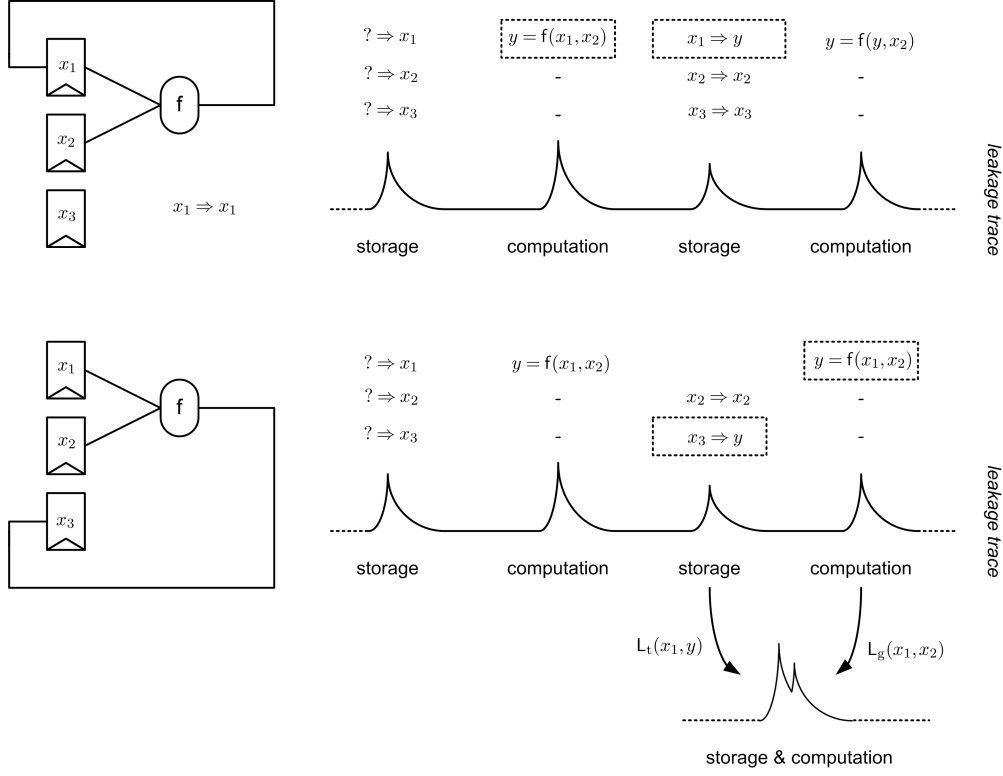 x₁
x₂
x₃
f
x₁ ⇒ x₁
? ⇒ x₁ y = f(x₁, x₂) x₁ ⇒ y y = f(y, x₂)
? ⇒ x₂ - x₂ ⇒ x₂ -
? ⇒ x₃ - x₃ ⇒ x₃ -
storage computation storage computation
leakage trace
x₁
x₂
x₃
f
? ⇒ x₁ y = f(x₁, x₂) y = f(x₁, x₂)
? ⇒ x₂ - x₂ ⇒ x₂ -
? ⇒ x₃ - x₃ ⇒ y -
storage computation storage computation
leakage trace
Lₜ(x₁, y) L_g(x₁, x₂)
storage & computation